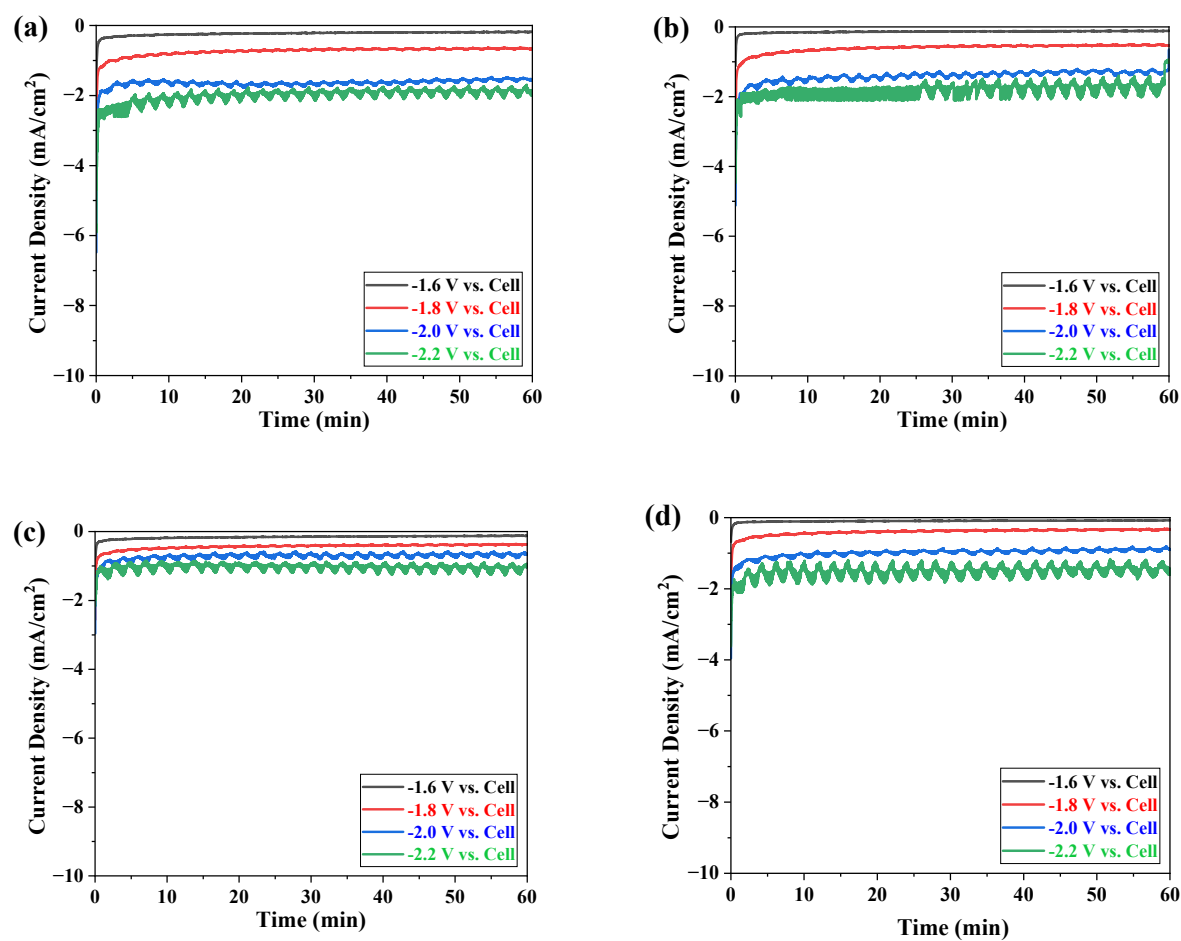 (a)
0
−2
−4
−6
−8
−10
Current Density (mA/cm²)
-1.6 V vs. Cell
-1.8 V vs. Cell
-2.0 V vs. Cell
-2.2 V vs. Cell
0 10 20 30 40 50 60
Time (min)
(b)
0
−2
−4
−6
−8
−10
Current Density (mA/cm²)
-1.6 V vs. Cell
-1.8 V vs. Cell
-2.0 V vs. Cell
-2.2 V vs. Cell
0 10 20 30 40 50 60
Time (min)
(c)
0
−2
−4
−6
−8
−10
Current Density (mA/cm²)
-1.6 V vs. Cell
-1.8 V vs. Cell
-2.0 V vs. Cell
-2.2 V vs. Cell
0 10 20 30 40 50 60
Time (min)
(d)
0
−2
−4
−6
−8
−10
Current Density (mA/cm²)
-1.6 V vs. Cell
-1.8 V vs. Cell
-2.0 V vs. Cell
-2.2 V vs. Cell
0 10 20 30 40 50 60
Time (min)